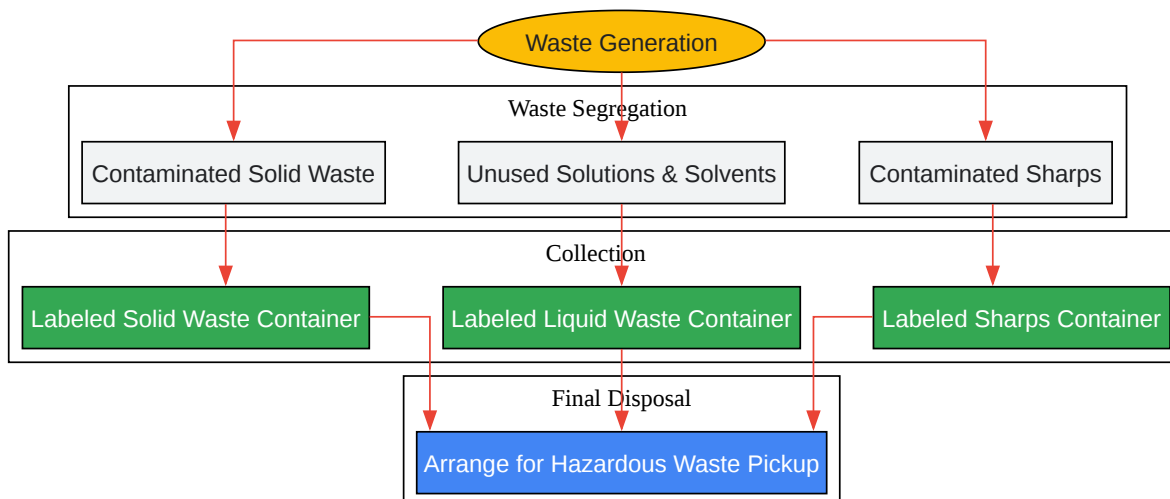 Waste Generation
Waste Segregation
Contaminated Solid Waste
Unused Solutions & Solvents
Contaminated Sharps
Collection
Labeled Solid Waste Container
Labeled Liquid Waste Container
Labeled Sharps Container
Final Disposal
Arrange for Hazardous Waste Pickup